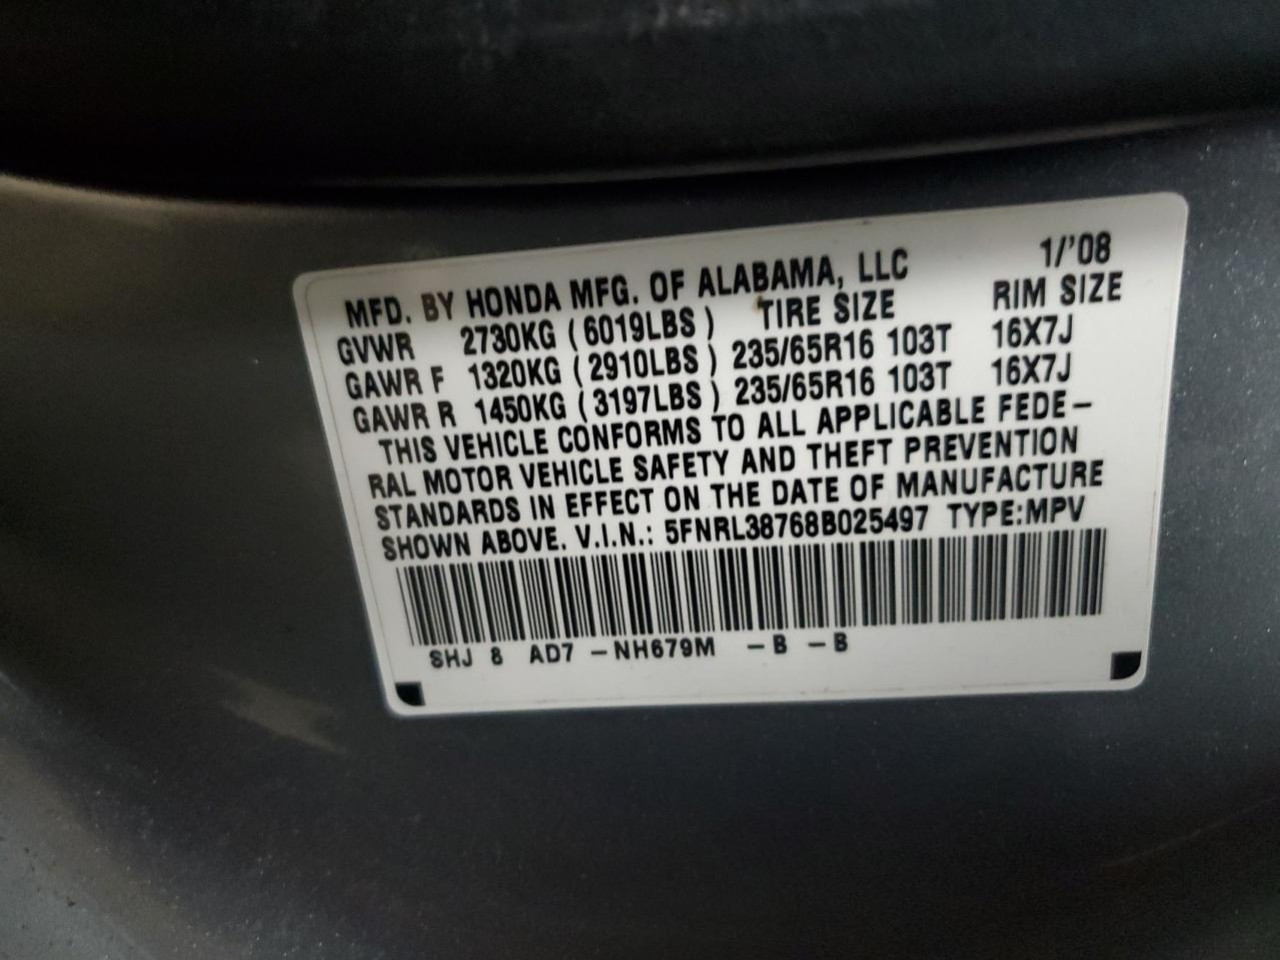 MFD. BY HONDA MFG. OF ALABAMA, LLC 1/'08
GVWR 2730KG (6019LBS) TIRE SIZE RIM SIZE
GAWR F 1320KG (2910LBS) 235/65R16 103T 16X7J
GAWR R 1450KG (3197LBS) 235/65R16 103T 16X7J
THIS VEHICLE CONFORMS TO ALL APPLICABLE FEDE-
RAL MOTOR VEHICLE SAFETY AND THEFT PREVENTION
STANDARDS IN EFFECT ON THE DATE OF MANUFACTURE
SHOWN ABOVE. V.I.N.: 5FNRL38768B025497 TYPE:MPV
SHJ 8 AD7 -NH679M -B -B